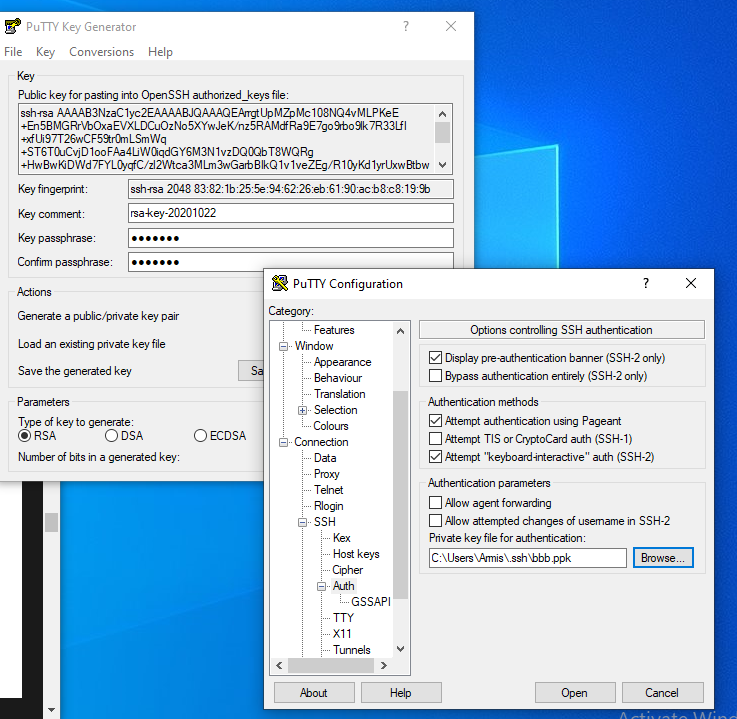 PuTTY Key Generator
File Key Conversions Help
Key
Public key for pasting into OpenSSH authorized_keys file:
ssh-rsa AAAAB3NzaC1yc2EAAAABJQAAAQEArrgtUpMZpMc108NQ4vMLPKeE
+En5BMGRrVbOxaEVXLDCuOzNo5XYwJeK/nz5RAMdfRa9E7go9rbo9lk7R33LfI
+xfUi97T26wCF59tr0mLSmWq
+ST6T0uCvjD1ooFAa4LiW0iqdGY6M3N1vzDQ0QbT8WQRg
+HwBwKiDWd7FYL0yqfC/zl2Wtca3MLm3wGarbBlkQ1v1veZEg/R10yKd1yrUxwBtbw
Key fingerprint: ssh-rsa 2048 83:82:1b:25:5e:94:62:26:eb:61:90:ac:b8:c8:19:9b
Key comment: rsa-key-20201022
Key passphrase: ●●●●●●●
Confirm passphrase: ●●●●●●●
Actions
Generate a public/private key pair
Load an existing private key file
Save the generated key Sa
Parameters
Type of key to generate:
RSA DSA ECDSA
Number of bits in a generated key:
PuTTY Configuration
Category:
Features
Window
Appearance
Behaviour
Translation
Selection
Colours
Connection
Data
Proxy
Telnet
Rlogin
SSH
Kex
Host keys
Cipher
Auth
GSSAPI
TTY
X11
Tunnels
Options controlling SSH authentication
Display pre-authentication banner (SSH-2 only)
Bypass authentication entirely (SSH-2 only)
Authentication methods
Attempt authentication using Pageant
Attempt TIS or CryptoCard auth (SSH-1)
Attempt "keyboard-interactive" auth (SSH-2)
Authentication parameters
Allow agent forwarding
Allow attempted changes of username in SSH-2
Private key file for authentication:
C:\Users\Amis\.ssh\bbb.ppk Browse...
About Help Open Cancel
Activate Wind